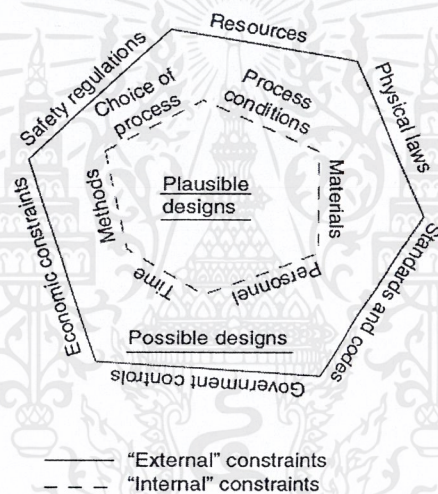 Resources
Safety regulations
Physical laws
Choice of
process
Process
conditions
Plausible
designs
Methods
Materials
Economic constraints
Standards and codes
Time
Personnel
Possible designs
Government controls
"External" constraints
"Internal" constraints